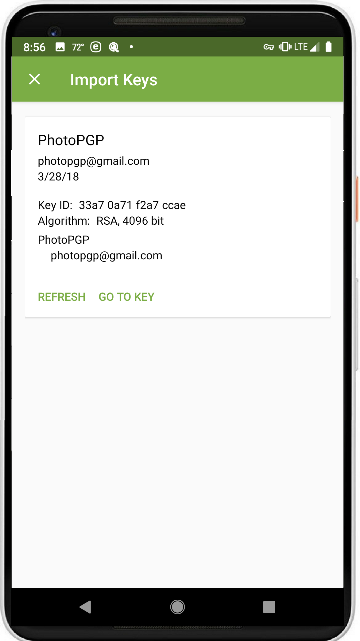 8:56 72° LTE
Import Keys
PhotoPGP
photopgp@gmail.com
3/28/18
Key ID: 33a7 0a71 f2a7 ccae
Algorithm: RSA, 4096 bit
PhotoPGP
photopgp@gmail.com
REFRESH GO TO KEY